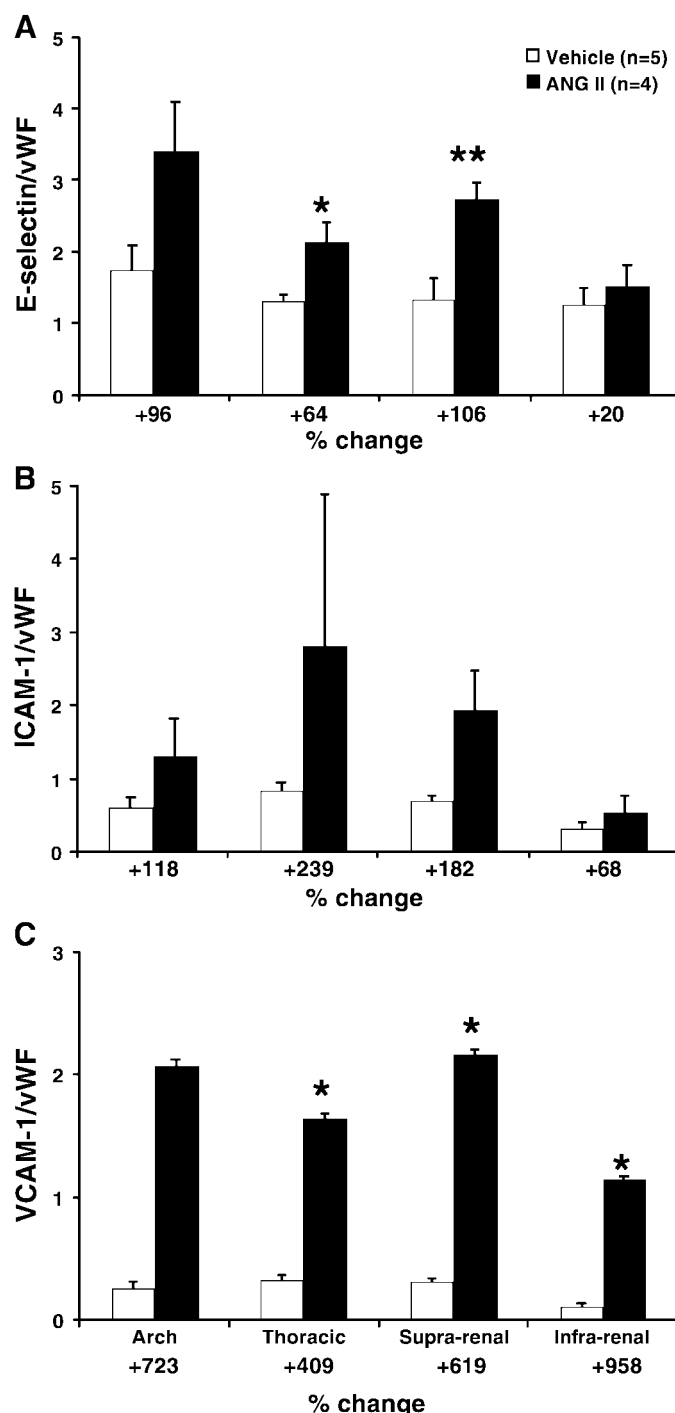 A
5
Vehicle (n=5)
ANG II (n=4)
4
E-selectin/vWF
3
**
*
2
1
0
+96 +64 +106 +20
% change
B
5
4
ICAM-1/vWF
3
2
1
0
+118 +239 +182 +68
% change
C
3
VCAM-1/vWF
2
*
*
*
1
0
Arch Thoracic Supra-renal Infra-renal
+723 +409 +619 +958
% change